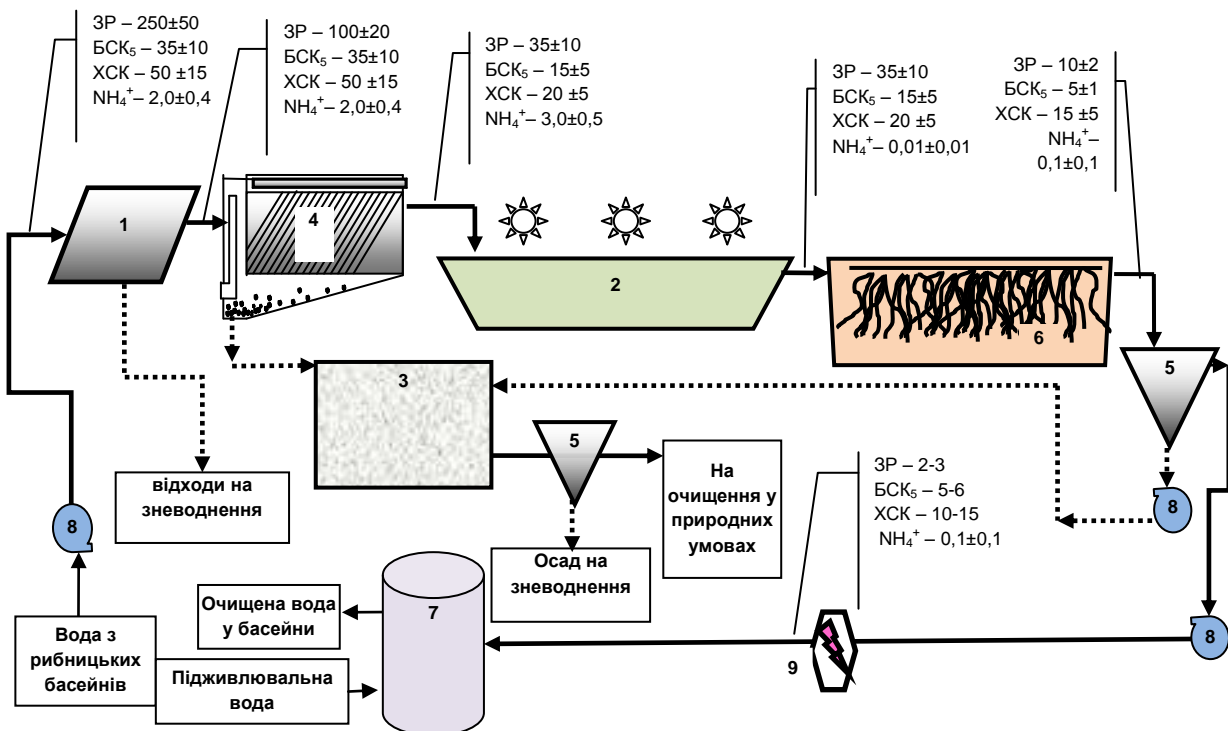 ЗР – 250±50
БСК₅ – 35±10
ХСК – 50 ±15
NH₄⁺– 2,0±0,4
ЗР – 100±20
БСК₅ – 35±10
ХСК – 50 ±15
NH₄⁺– 2,0±0,4
ЗР – 35±10
БСК₅ – 15±5
ХСК – 20 ±5
NH₄⁺– 3,0±0,5
ЗР – 35±10
БСК₅ – 15±5
ХСК – 20 ±5
NH₄⁺– 0,01±0,01
ЗР – 10±2
БСК₅ – 5±1
ХСК – 15 ±5
NH₄⁺–
0,1±0,1
1
4
2
6
5
3
5
8
8
відходи на
зневоднення
На
очищення у
природних
умовах
ЗР – 2-3
БСК₅ – 5-6
ХСК – 10-15
NH₄⁺ – 0,1±0,1
Осад на
зневоднення
Очищена вода
у басейни
7
8
9
Вода з
рибницьких
басейнів
Підживлювальна
вода